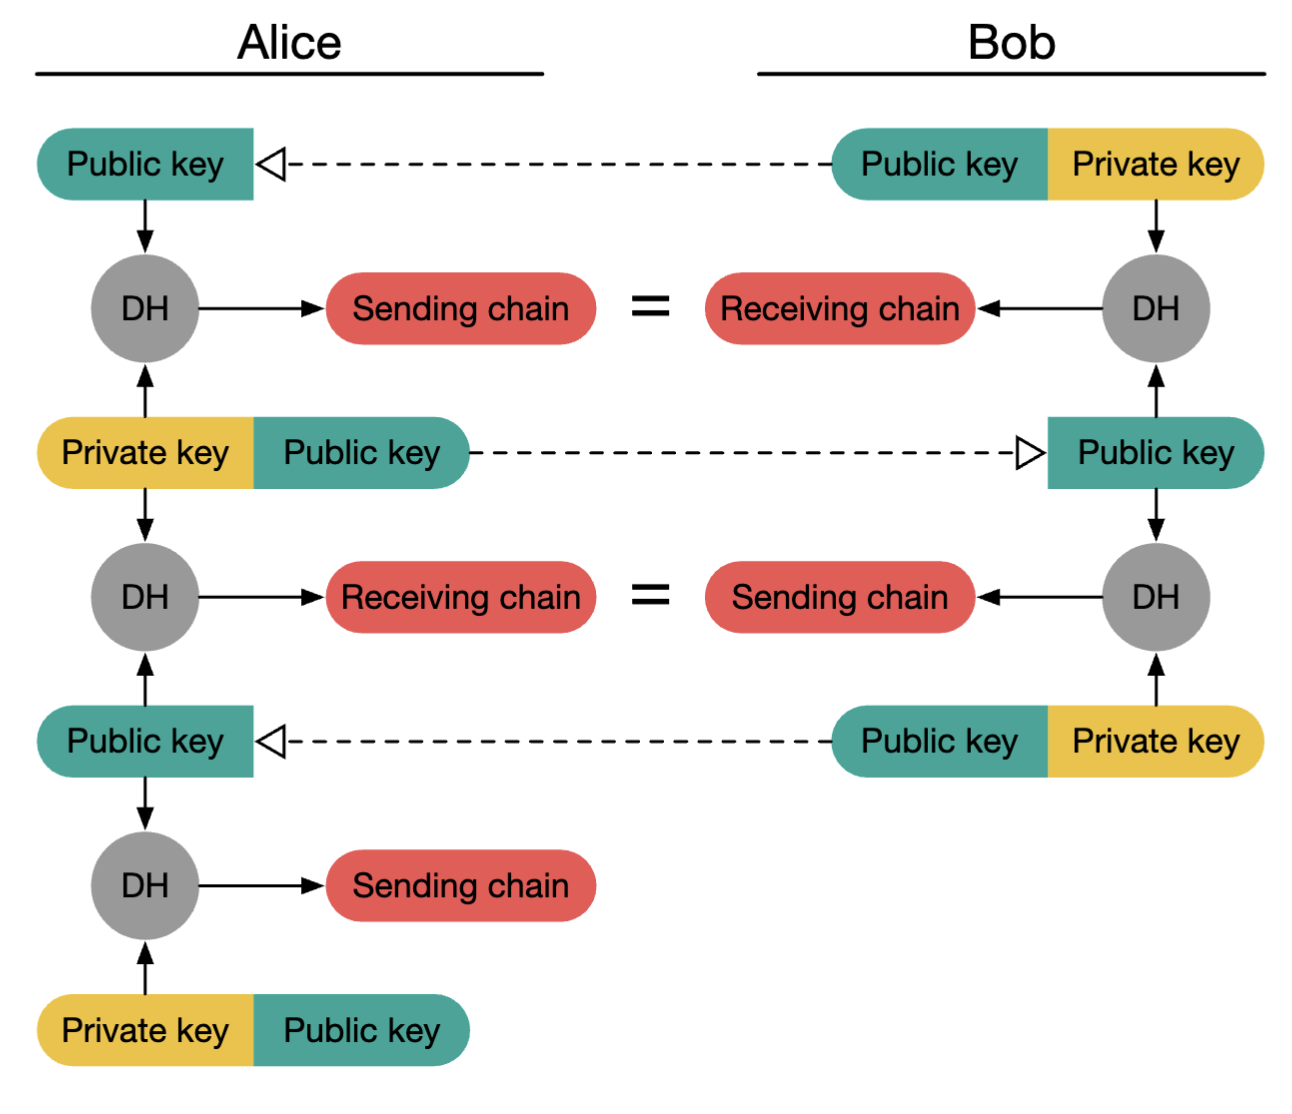 Alice
Bob
Public key
Public key
Private key
DH
Sending chain
=
Receiving chain
DH
Private key
Public key
Public key
DH
Receiving chain
=
Sending chain
DH
Public key
Public key
Private key
DH
Sending chain
Private key
Public key